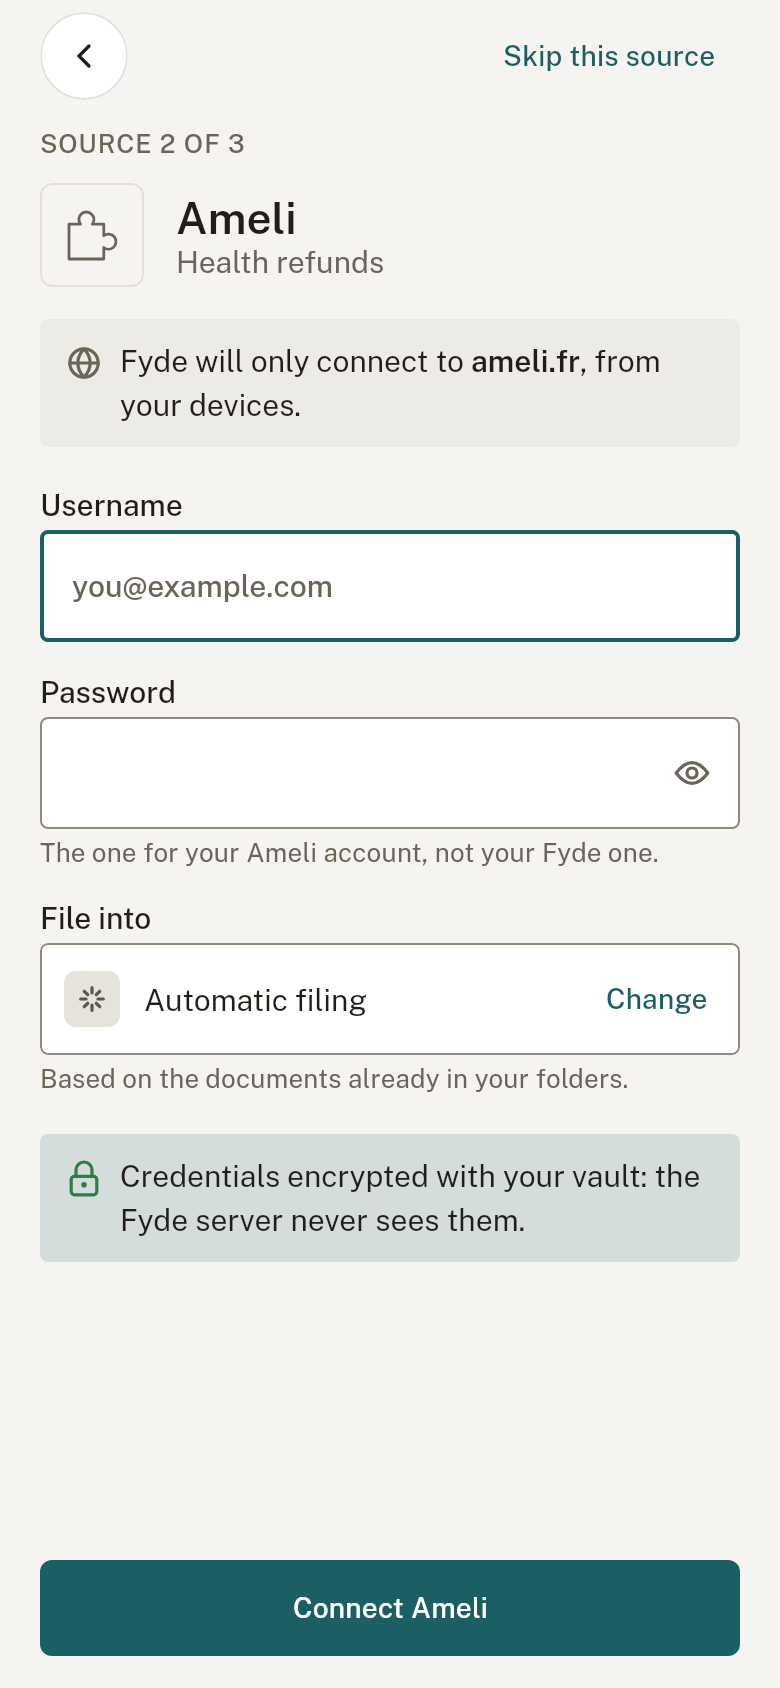 Skip this source
SOURCE 2 OF 3
Ameli
Health refunds
Fyde will only connect to ameli.fr, from
your devices.
Username
you@example.com
Password
The one for your Ameli account, not your Fyde one.
File into
Automatic filing
Change
Based on the documents already in your folders.
Credentials encrypted with your vault: the
Fyde server never sees them.
Connect Ameli